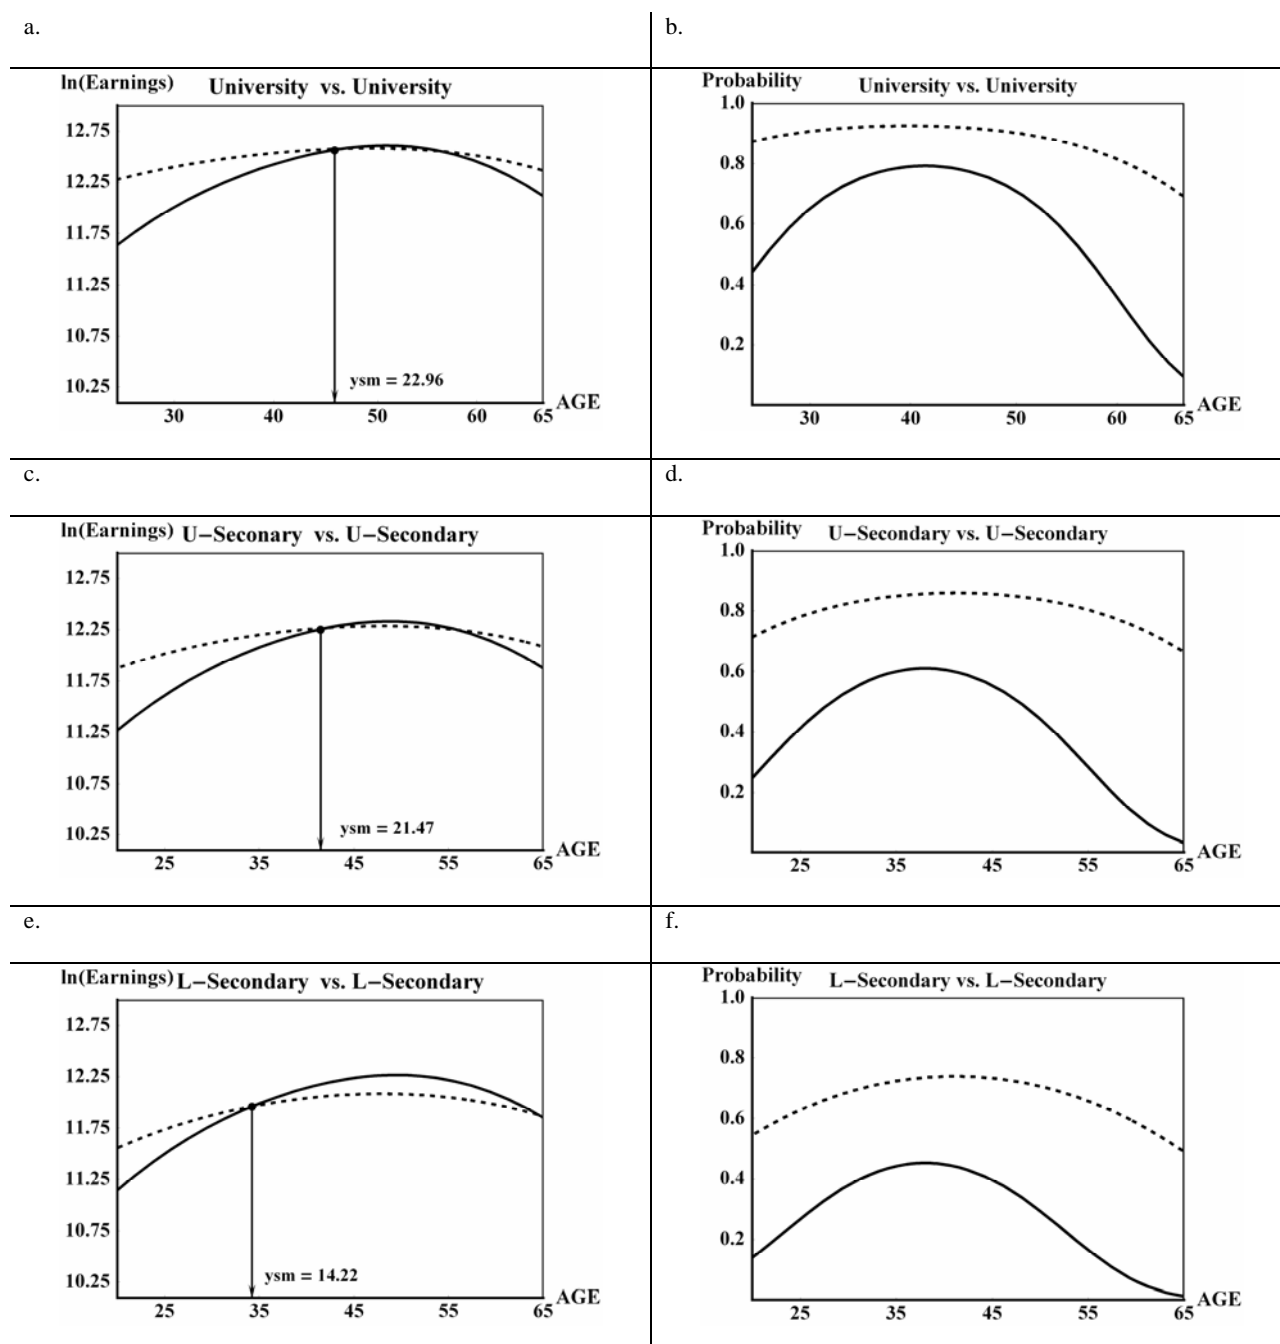 a.
b.
ln(Earnings) University vs. University
12.75
12.25
11.75
11.25
10.75
10.25
ysm = 22.96
30 40 50 60 65 AGE
Probability University vs. University
1.0
0.8
0.6
0.4
0.2
30 40 50 60 65 AGE
c.
d.
ln(Earnings) U−Seconary vs. U−Secondary
12.75
12.25
11.75
11.25
10.75
10.25
ysm = 21.47
25 35 45 55 65 AGE
Probability U−Secondary vs. U−Secondary
1.0
0.8
0.6
0.4
0.2
25 35 45 55 65 AGE
e.
f.
ln(Earnings) L−Secondary vs. L−Secondary
12.75
12.25
11.75
11.25
10.75
10.25
ysm = 14.22
25 35 45 55 65 AGE
Probability L−Secondary vs. L−Secondary
1.0
0.8
0.6
0.4
0.2
25 35 45 55 65 AGE